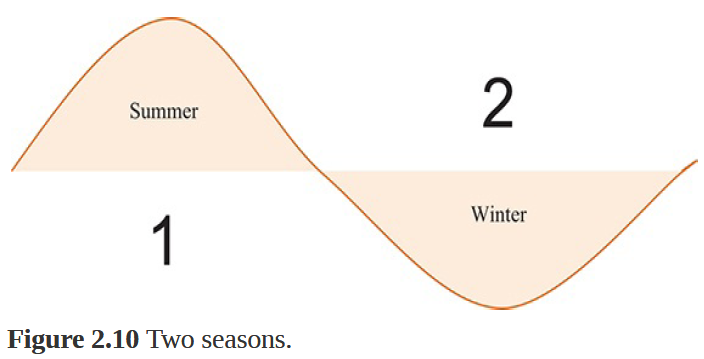 Summer
2
1
Winter
Figure 2.10 Two seasons.